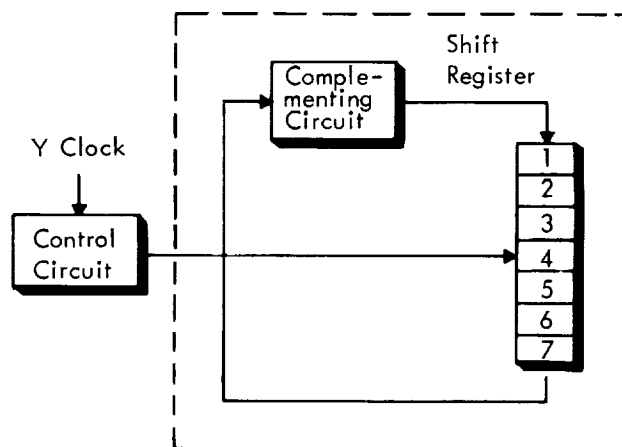 Shift
Register
Comple-
menting
Circuit
Y Clock
Control
Circuit
1
2
3
4
5
6
7